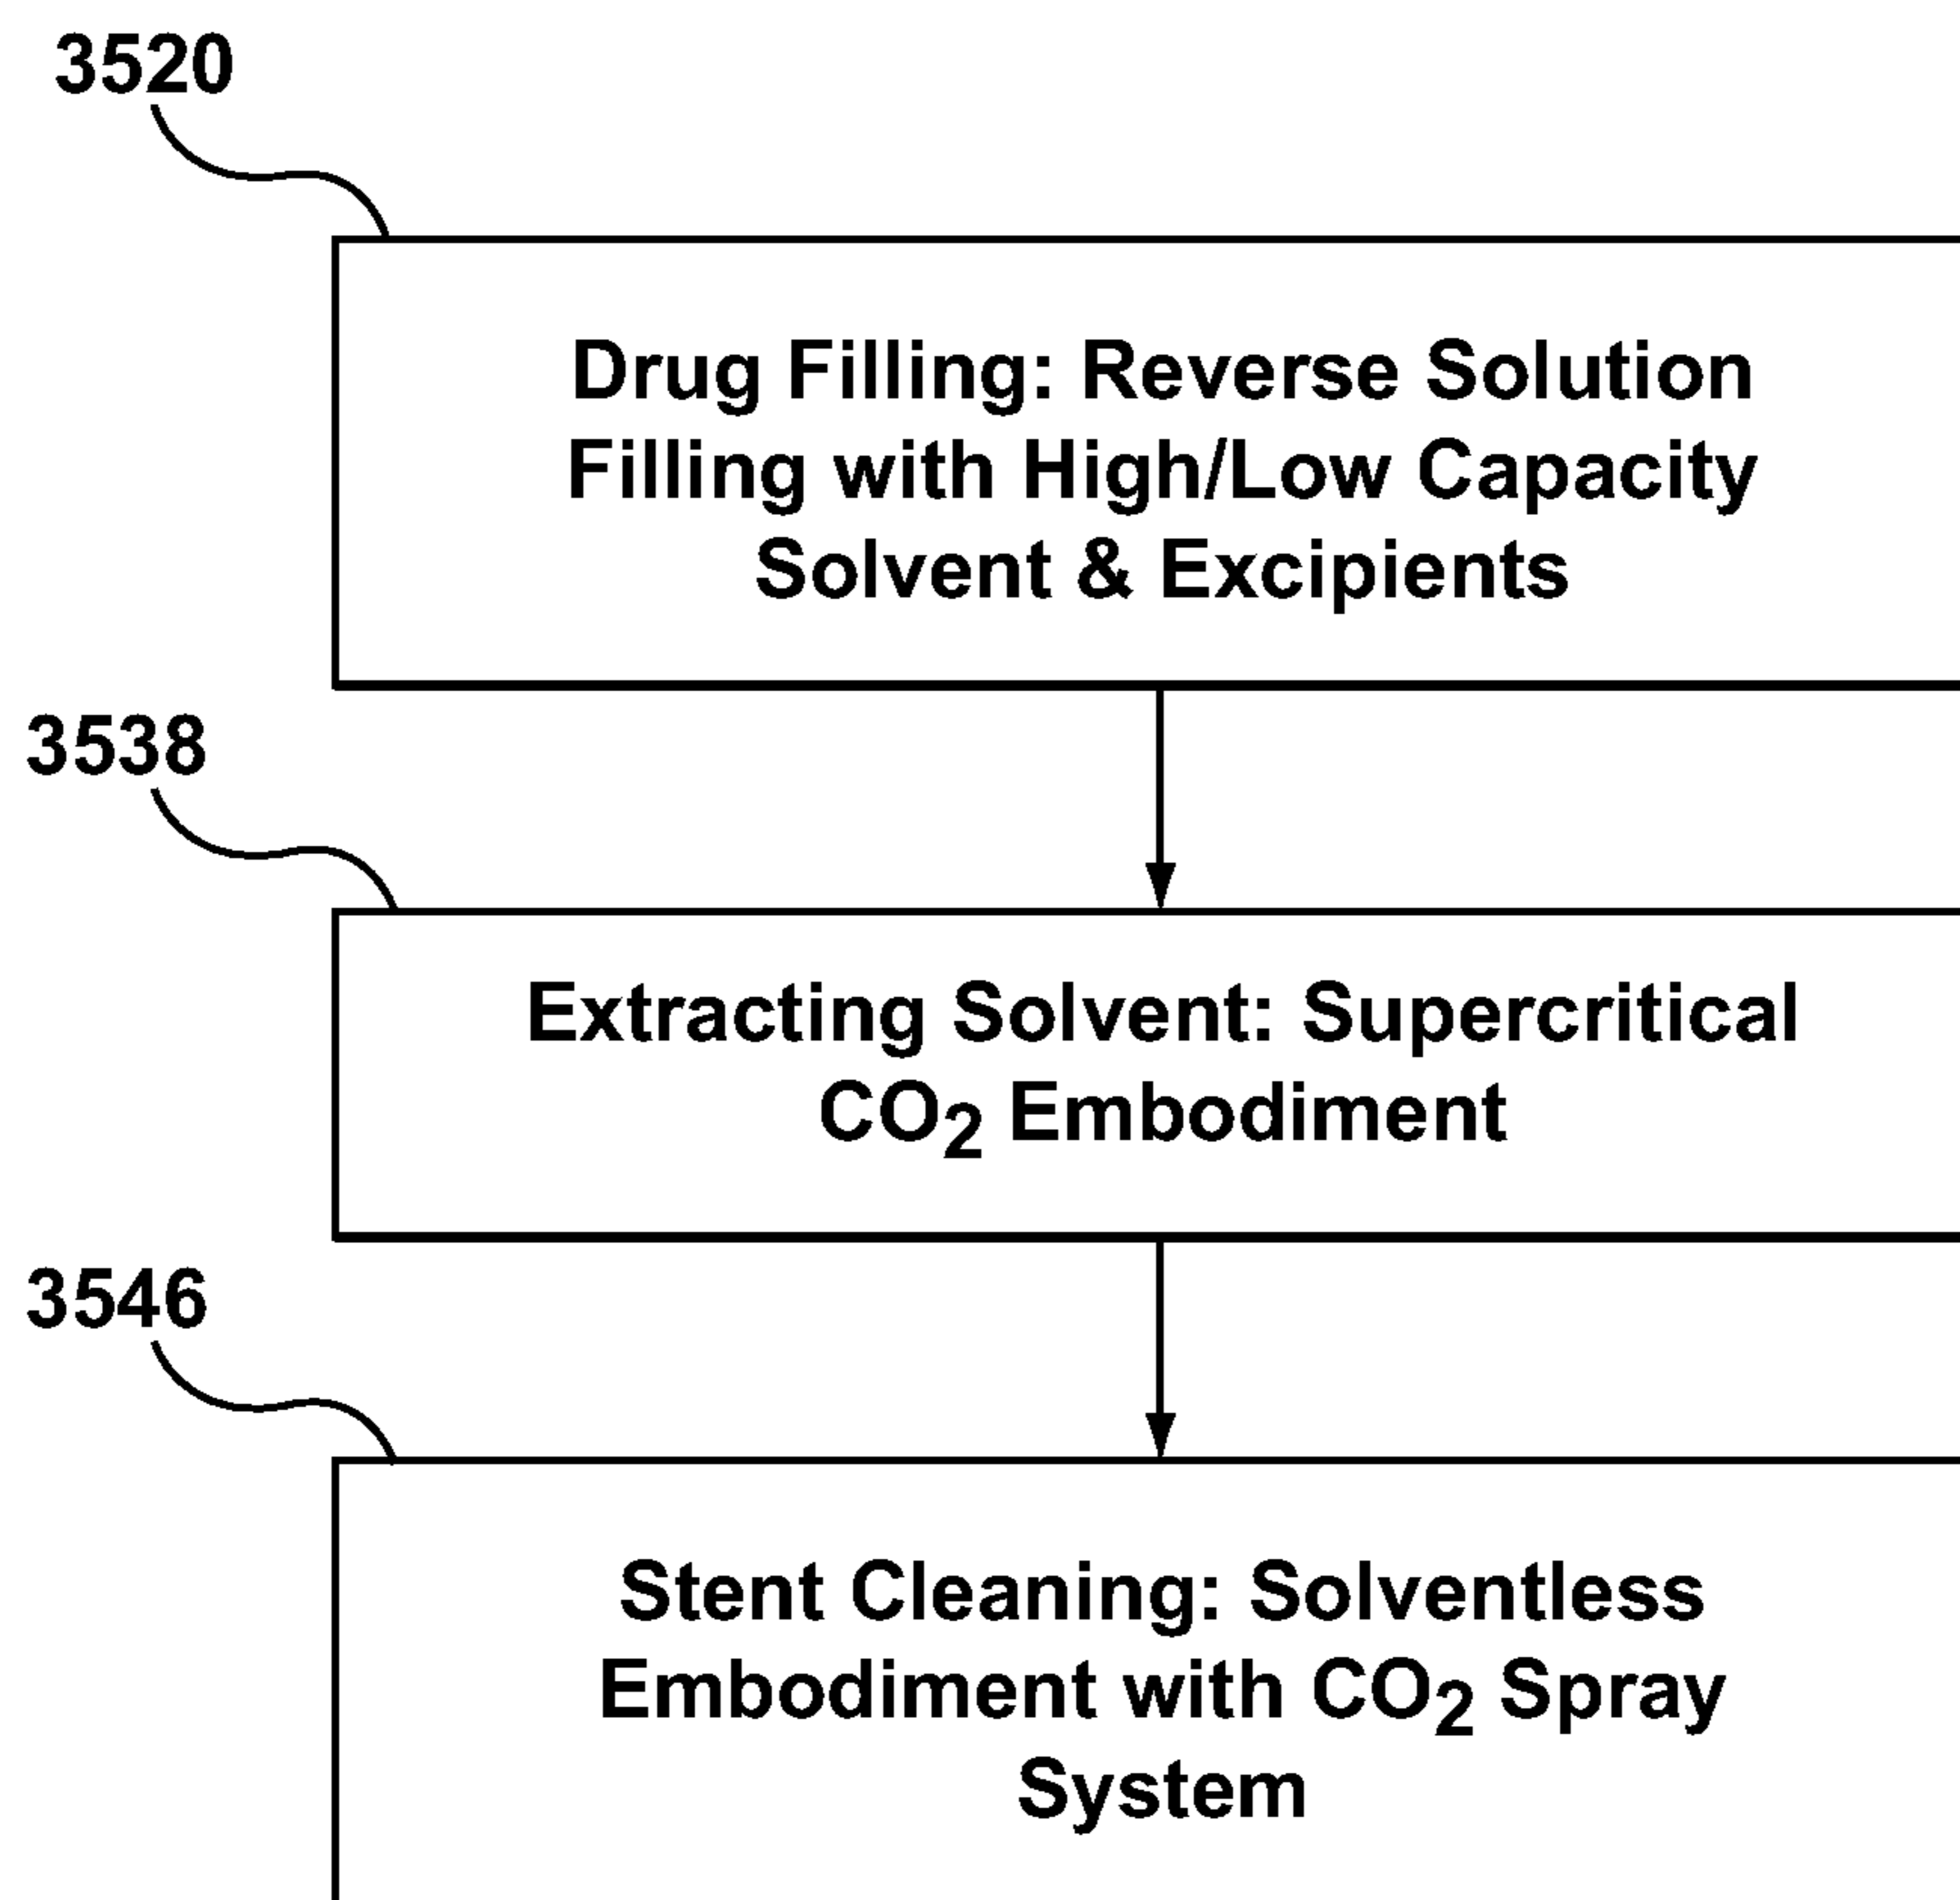 3520
Drug Filling: Reverse Solution
Filling with High/Low Capacity
Solvent & Excipients
3538
Extracting Solvent: Supercritical
CO2 Embodiment
3546
Stent Cleaning: Solventless
Embodiment with CO2 Spray
System